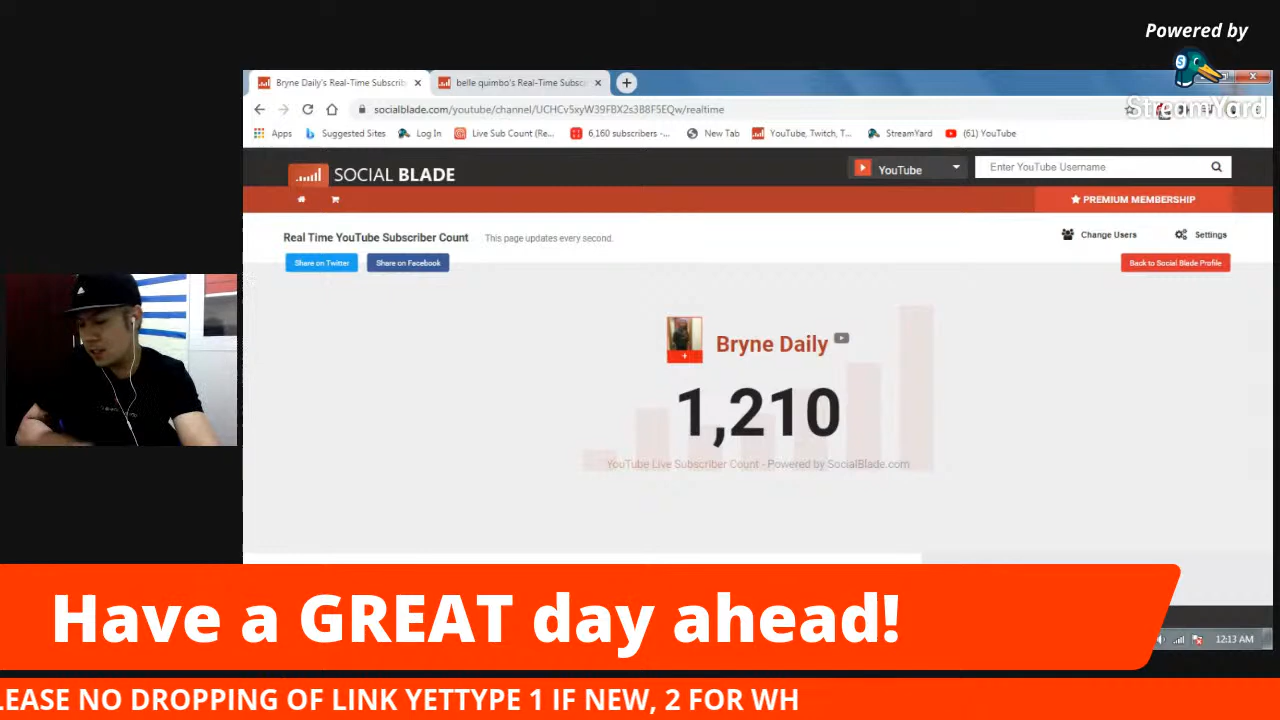 Powered by
StreamYard
Bryne Daily's Real-Time Subscrib
belle quimbo's Real-Time Subsc
socialblade.com/youtube/channel/UCHCv5xyW39FBX2s3B8F5EQw/realtime
Apps
Suggested Sites
Log In
Live Sub Count (Re...
6,160 subscribers -...
New Tab
YouTube, Twitch, T...
StreamYard
(61) YouTube
SOCIAL BLADE
YouTube
Enter YouTube Username
PREMIUM MEMBERSHIP
Real Time YouTube Subscriber Count
This page updates every second.
Change Users
Settings
Share on Twitter
Share on Facebook
Back to Social Blade Profile
Bryne Daily
1,210
YouTube Live Subscriber Count - Powered by SocialBlade.com
Have a GREAT day ahead!
12:13 AM
LEASE NO DROPPING OF LINK YETTYPE 1 IF NEW, 2 FOR WH